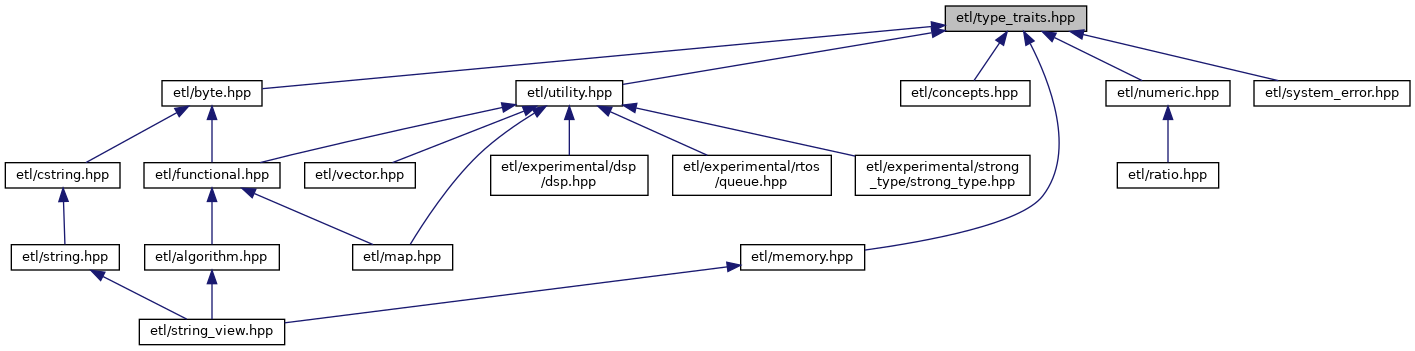 etl/type_traits.hpp
etl/byte.hpp
etl/utility.hpp
etl/concepts.hpp
etl/numeric.hpp
etl/system_error.hpp
etl/cstring.hpp
etl/functional.hpp
etl/vector.hpp
etl/experimental/dsp
/dsp.hpp
etl/experimental/rtos
/queue.hpp
etl/experimental/strong
_type/strong_type.hpp
etl/ratio.hpp
etl/string.hpp
etl/algorithm.hpp
etl/map.hpp
etl/memory.hpp
etl/string_view.hpp